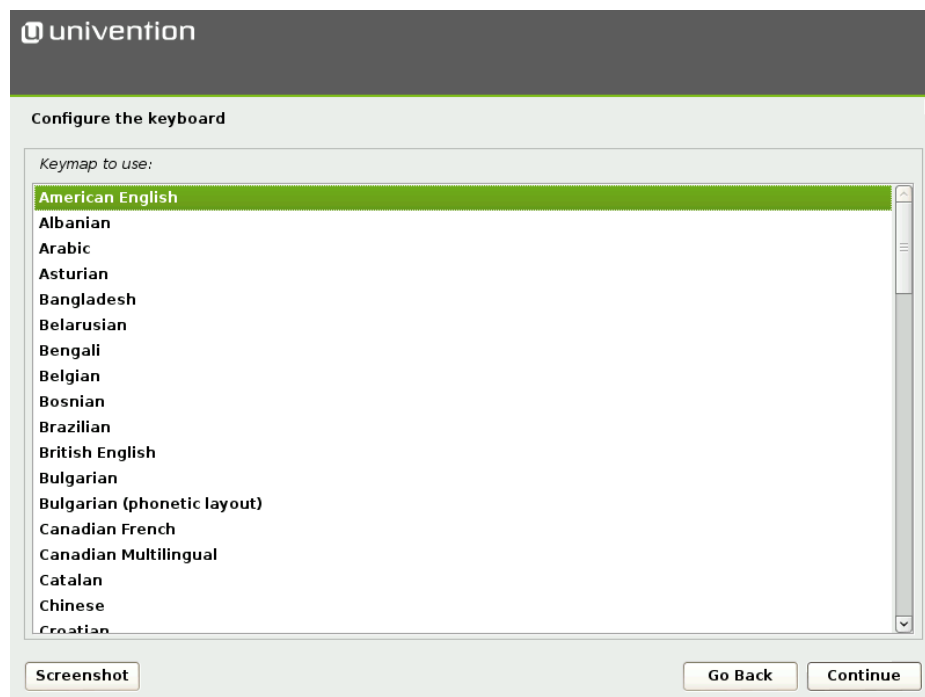 univention
Configure the keyboard
Keymap to use:
American English
Albanian
Arabic
Asturian
Bangladesh
Belarusian
Bengali
Belgian
Bosnian
Brazilian
British English
Bulgarian
Bulgarian (phonetic layout)
Canadian French
Canadian Multilingual
Catalan
Chinese
Croatian
Screenshot Go Back Continue